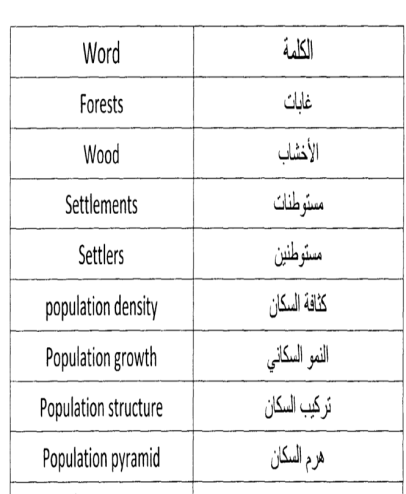 Word الكلمة
Forests غابات
Wood الأخشاب
Settlements مستوطنات
Settlers مستوطنين
population density كثافة السكان
Population growth النمو السكاني
Population structure تركيب السكان
Population pyramid هرم السكان